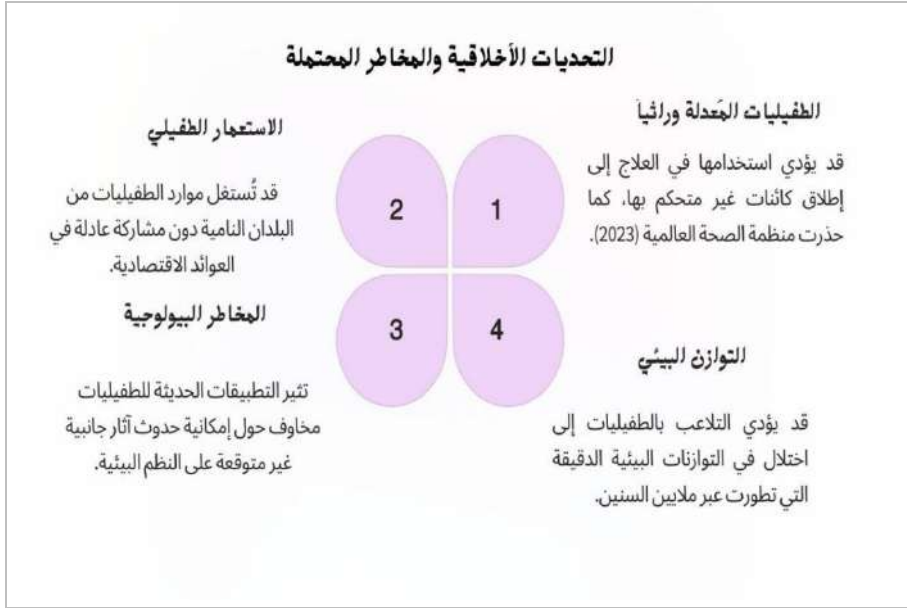 التحديات الأخلاقية والمخاطر المحتملة
الطفيليات المُعدلة وراثياً
قد يؤدي استخدامها في العلاج إلى
إطلاق كائنات غير متحكم بها، كما
حذرت منظمة الصحة العالمية (2023).
1
الاستعمار الطفيلي
قد تُستغل موارد الطفيليات من
البلدان النامية دون مشاركة عادلة في
العوائد الاقتصادية.
2
المخاطر البيولوجية
تثير التطبيقات الحديثة للطفيليات
مخاوف حول إمكانية حدوث آثار جانبية
غير متوقعة على النظم البيئية.
3
التوازن البيئي
قد يؤدي التلاعب بالطفيليات إلى
اختلال في التوازنات البيئية الدقيقة
التي تطورت عبر ملايين السنين.
4